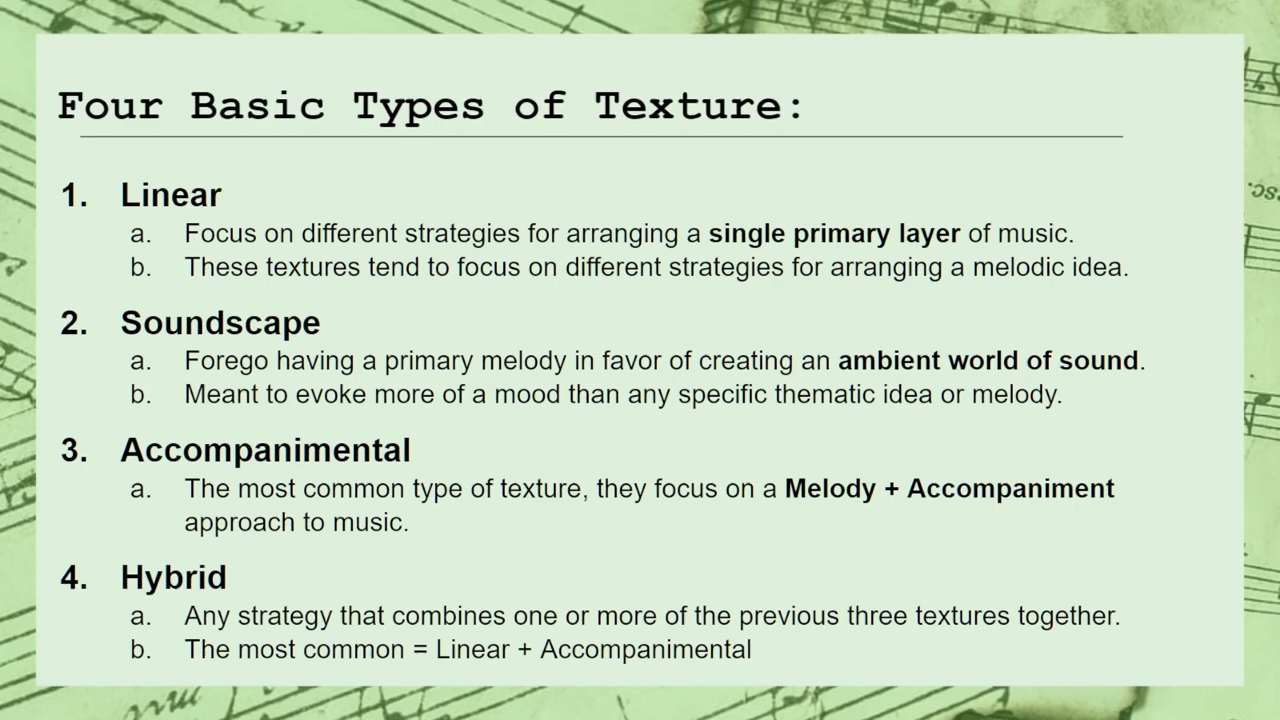 Four Basic Types of Texture:
1. Linear
a. Focus on different strategies for arranging a single primary layer of music.
b. These textures tend to focus on different strategies for arranging a melodic idea.
2. Soundscape
a. Forego having a primary melody in favor of creating an ambient world of sound.
b. Meant to evoke more of a mood than any specific thematic idea or melody.
3. Accompanimental
a. The most common type of texture, they focus on a Melody + Accompaniment
approach to music.
4. Hybrid
a. Any strategy that combines one or more of the previous three textures together.
b. The most common = Linear + Accompanimental